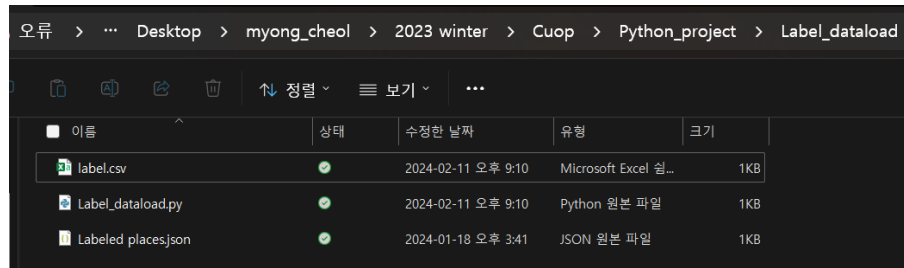 오류 > ... Desktop > myong_cheol > 2023 winter > Cuop > Python_project > Label_dataload
정렬 보기 ...
이름 상태 수정한 날짜 유형 크기
label.csv 2024-02-11 오후 9:10 Microsoft Excel 쉼... 1KB
Label_dataload.py 2024-02-11 오후 9:10 Python 원본 파일 1KB
Labeled places.json 2024-01-18 오후 3:41 JSON 원본 파일 1KB